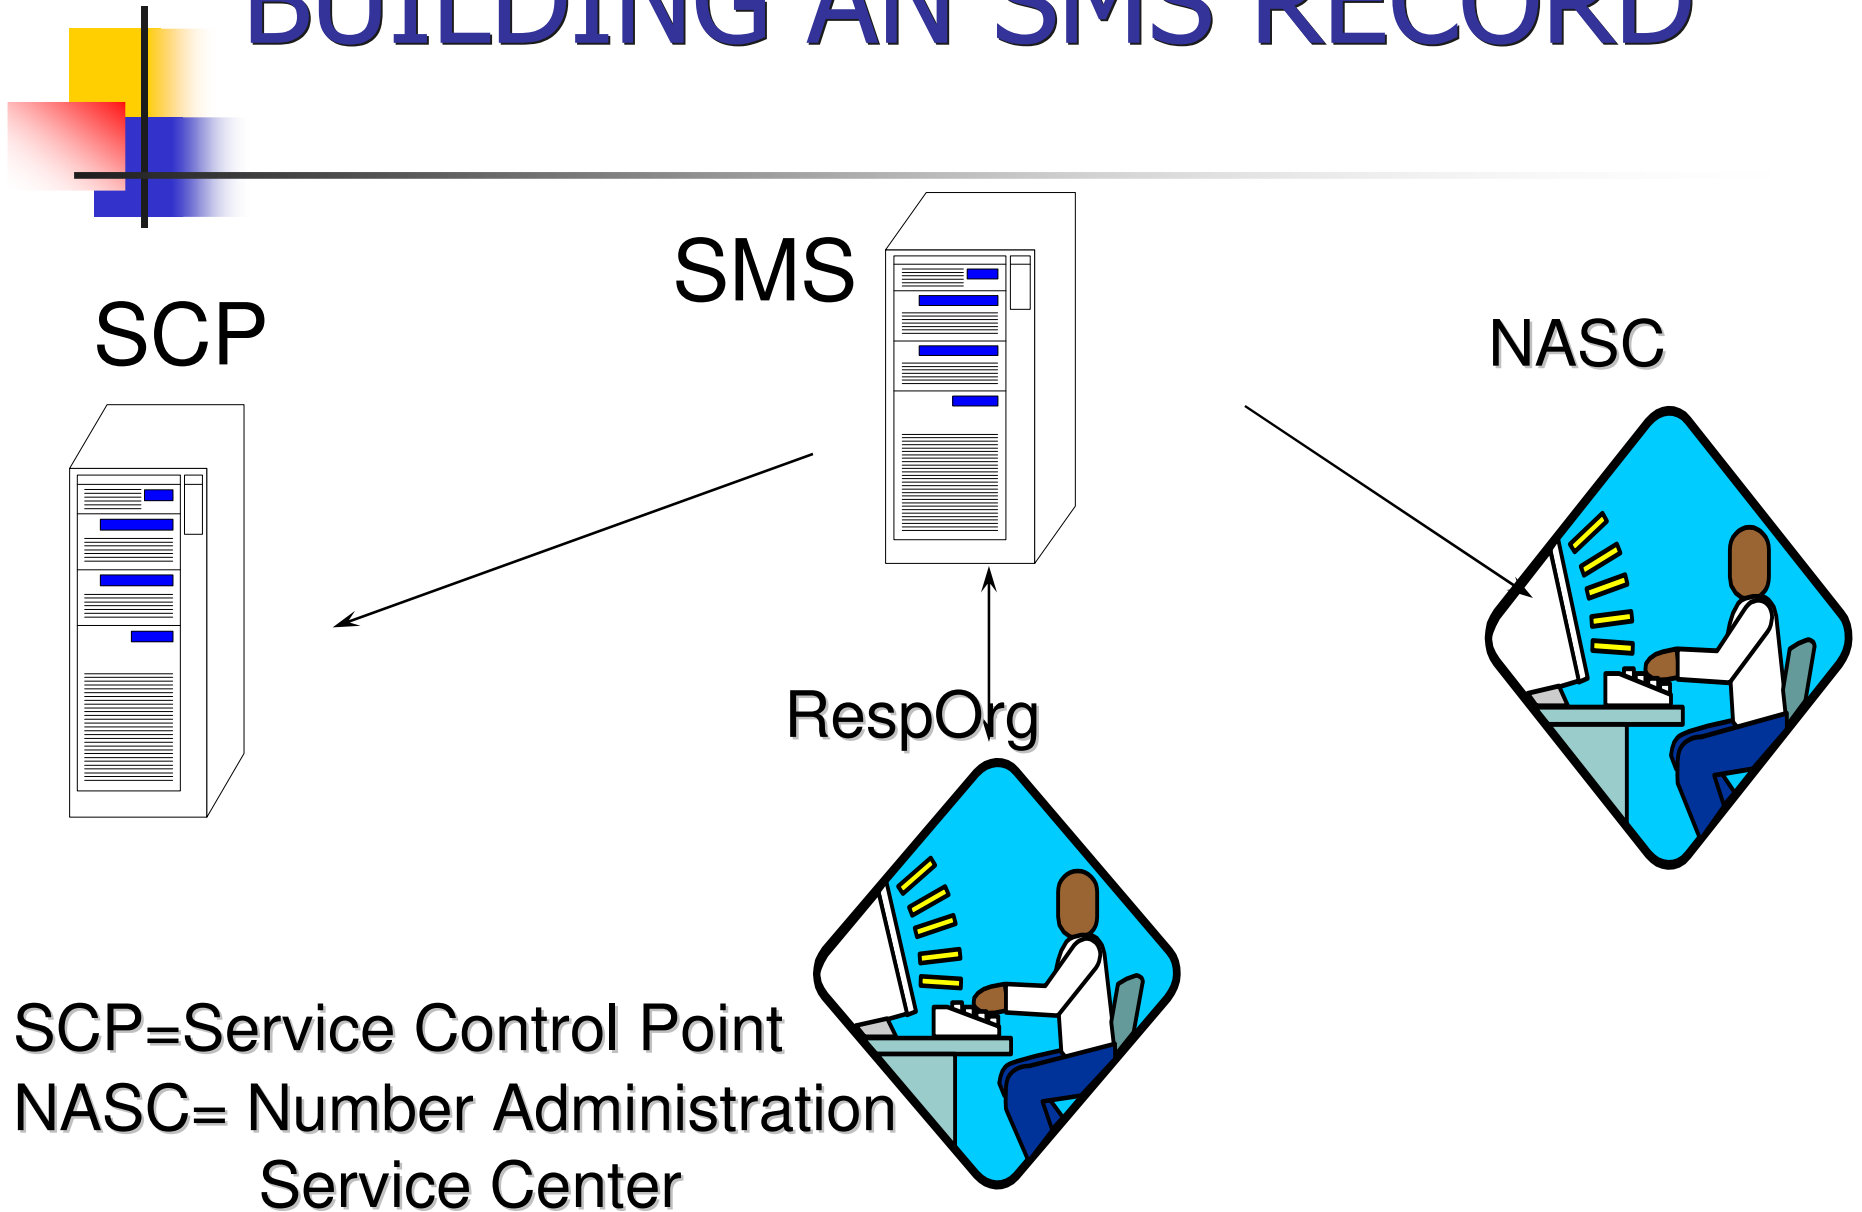 BUILDING AN SMS RECORD
SMS
SCP
NASC
RespOrg
SCP=Service Control Point
NASC= Number Administration
Service Center